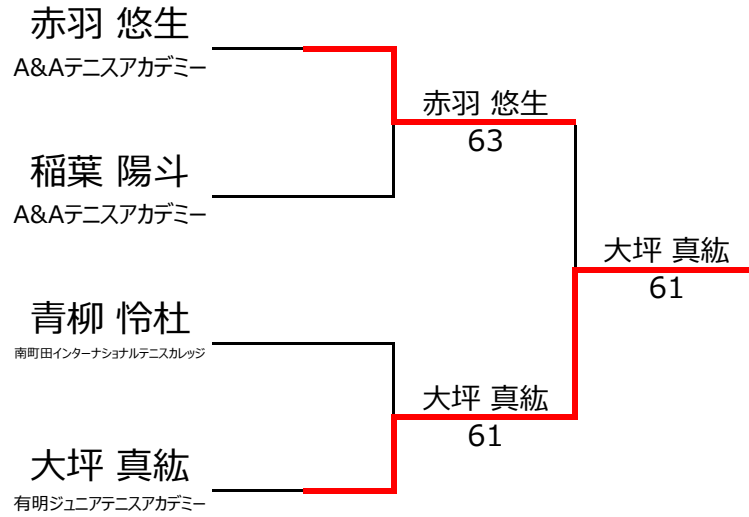 赤羽 悠生
A&Aテニスアカデミー
赤羽 悠生
63
稲葉 陽斗
A&Aテニスアカデミー
大坪 真紘
61
青柳 怜杜
南町田インターナショナルテニスカレッジ
大坪 真紘
61
大坪 真紘
有明ジュニアテニスアカデミー